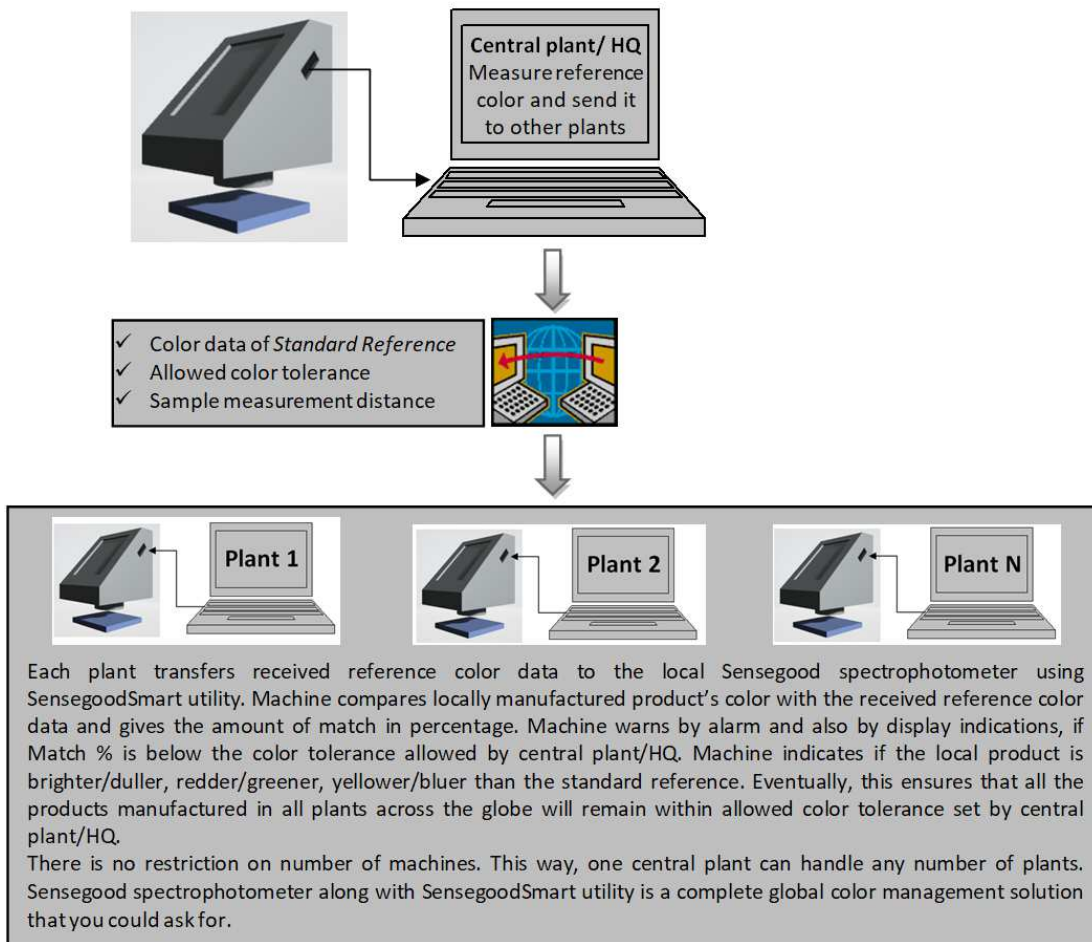 Central plant/ HQ
Measure reference
color and send it
to other plants
✓ Color data of Standard Reference
✓ Allowed color tolerance
✓ Sample measurement distance
Plant 1
Plant 2
Plant N
Each plant transfers received reference color data to the local Sensegood spectrophotometer using
SensegoodSmart utility. Machine compares locally manufactured product’s color with the received reference color
data and gives the amount of match in percentage. Machine warns by alarm and also by display indications, if
Match % is below the color tolerance allowed by central plant/HQ. Machine indicates if the local product is
brighter/duller, redder/greener, yellower/bluer than the standard reference. Eventually, this ensures that all the
products manufactured in all plants across the globe will remain within allowed color tolerance set by central
plant/HQ.
There is no restriction on number of machines. This way, one central plant can handle any number of plants.
Sensegood spectrophotometer along with SensegoodSmart utility is a complete global color management solution
that you could ask for.